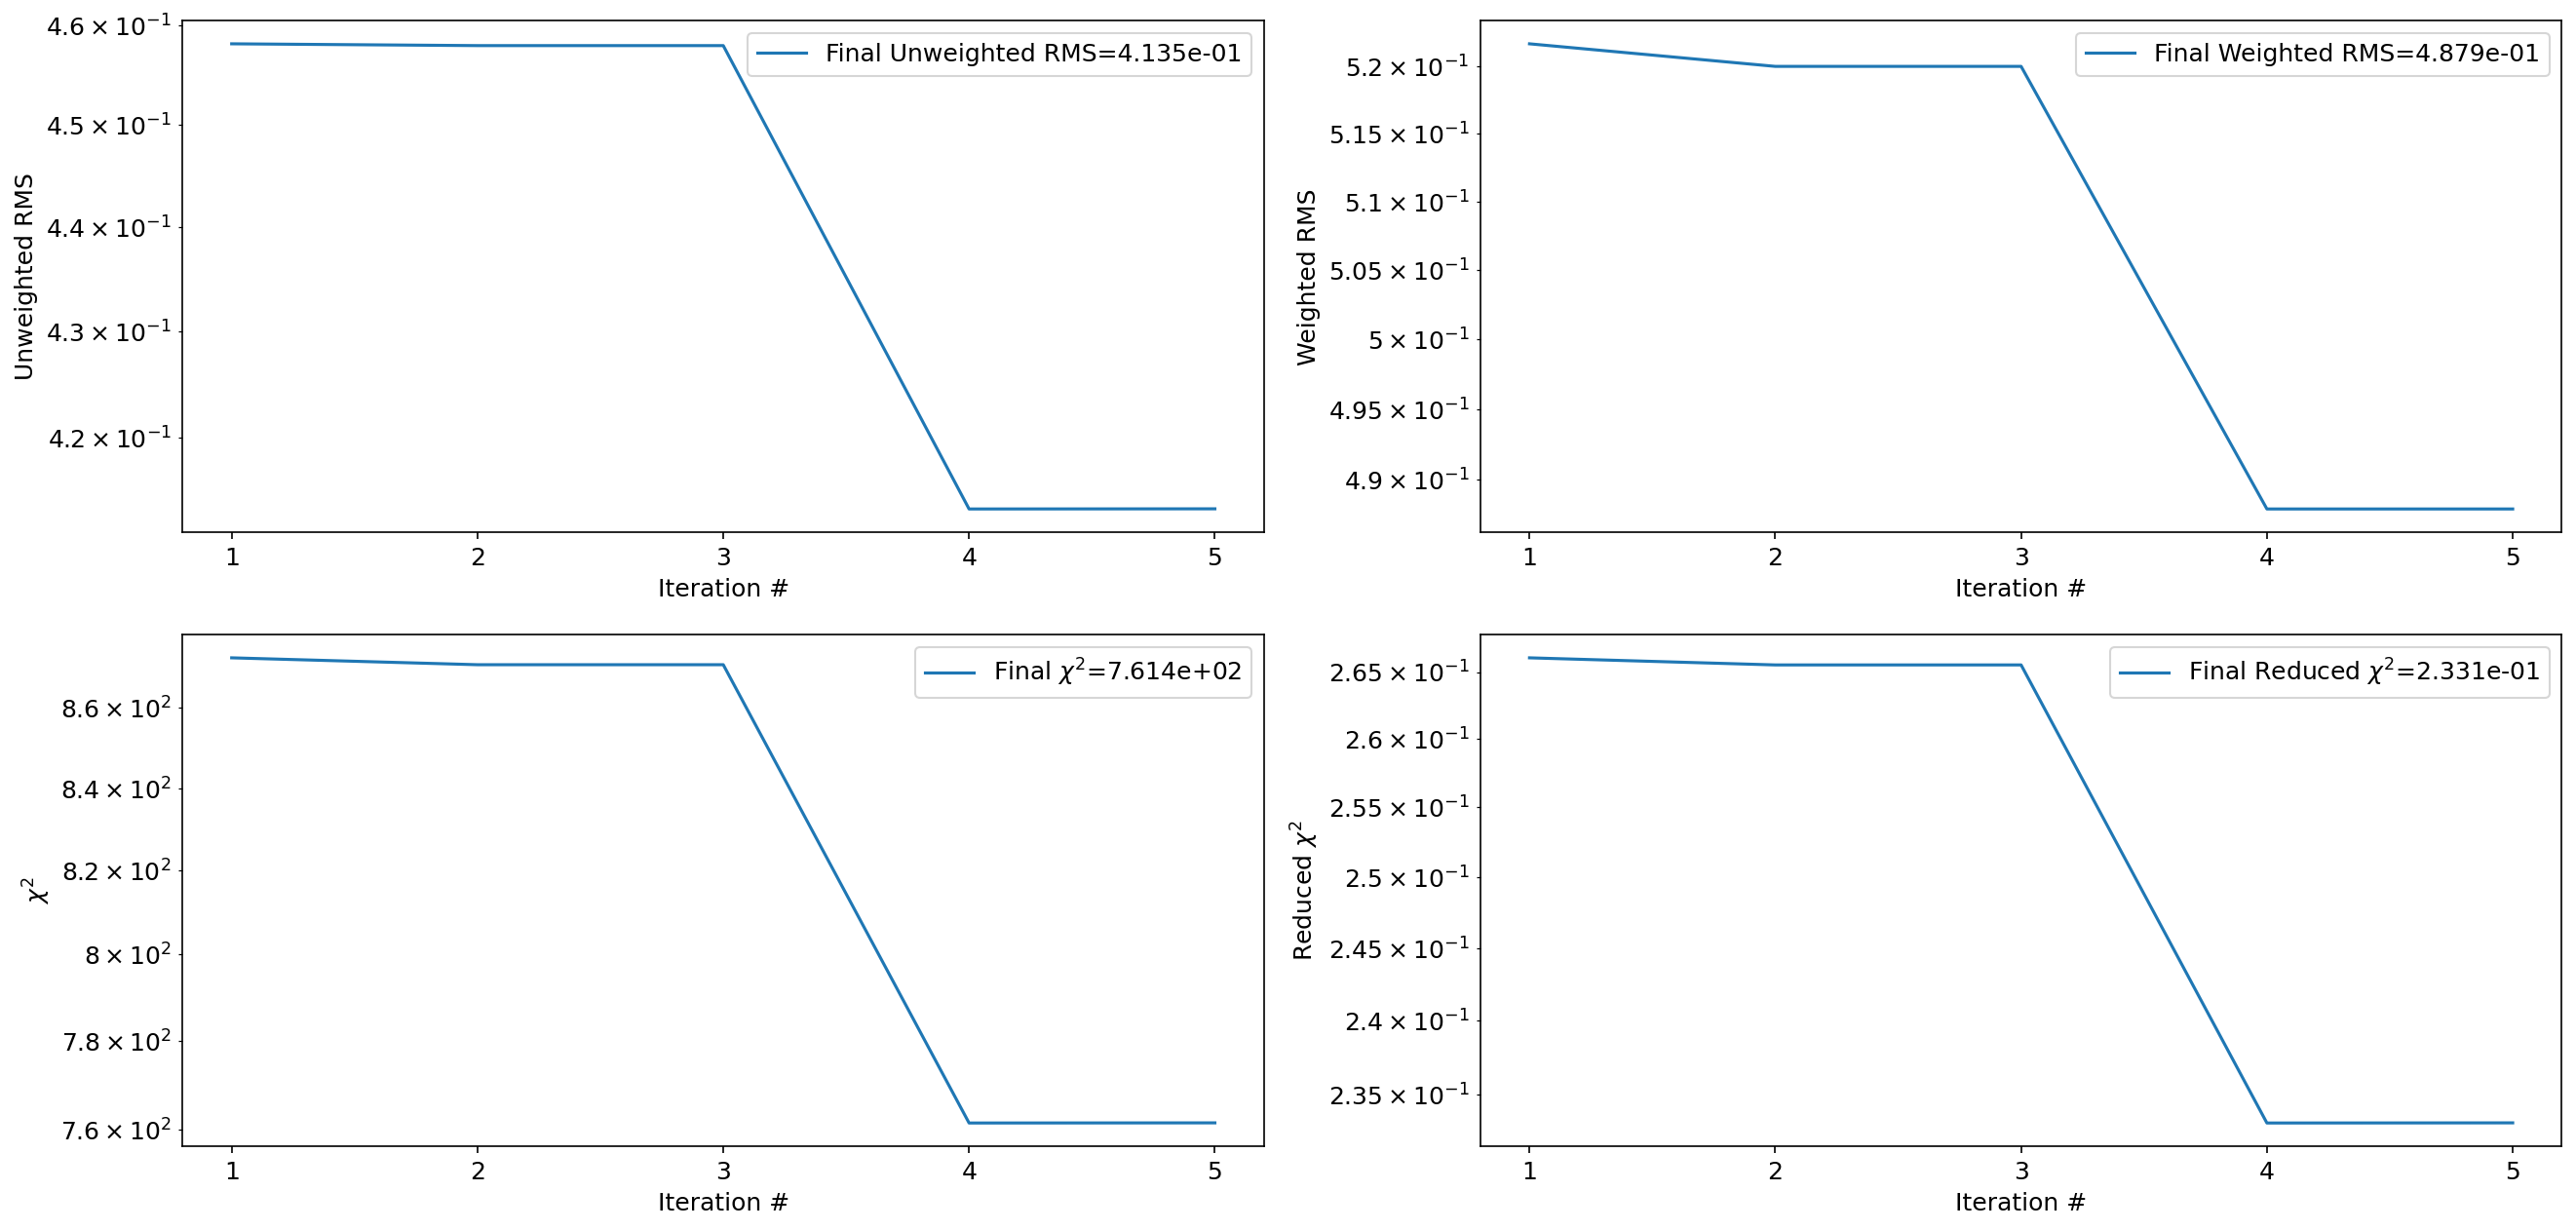 4.6 × 10⁻¹
4.5 × 10⁻¹
4.4 × 10⁻¹
4.3 × 10⁻¹
4.2 × 10⁻¹
Unweighted RMS
Final Unweighted RMS=4.135e-01
1 2 3 4 5
Iteration #
5.2 × 10⁻¹
5.15 × 10⁻¹
5.1 × 10⁻¹
5.05 × 10⁻¹
5 × 10⁻¹
4.95 × 10⁻¹
4.9 × 10⁻¹
Weighted RMS
Final Weighted RMS=4.879e-01
1 2 3 4 5
Iteration #
8.6 × 10²
8.4 × 10²
8.2 × 10²
8 × 10²
7.8 × 10²
7.6 × 10²
χ²
Final χ²=7.614e+02
1 2 3 4 5
Iteration #
2.65 × 10⁻¹
2.6 × 10⁻¹
2.55 × 10⁻¹
2.5 × 10⁻¹
2.45 × 10⁻¹
2.4 × 10⁻¹
2.35 × 10⁻¹
Reduced χ²
Final Reduced χ²=2.331e-01
1 2 3 4 5
Iteration #